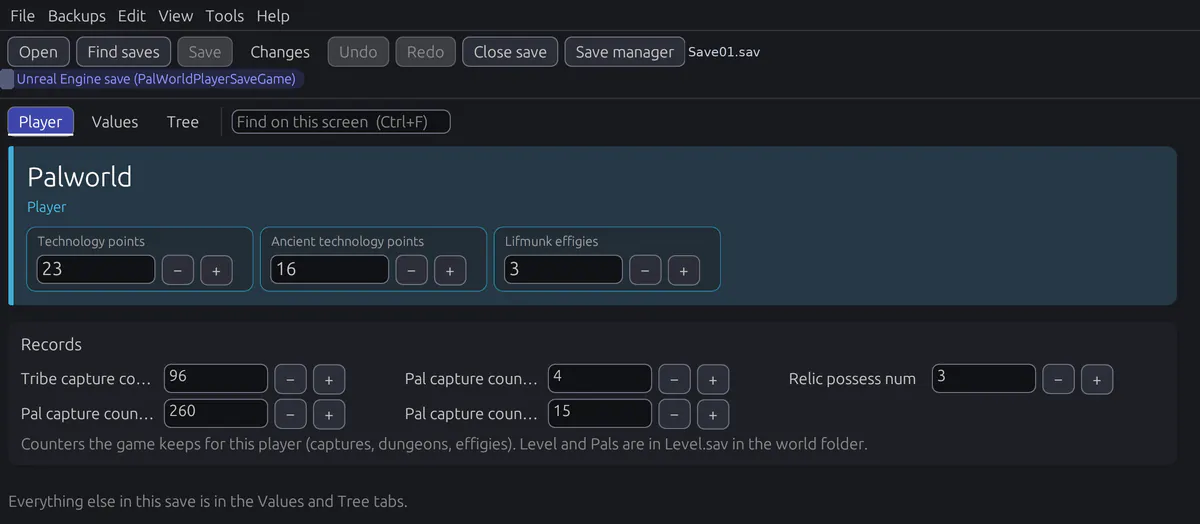 File Backups Edit View Tools Help
Open Find saves Save Changes Undo Redo Close save Save manager Save01.sav
Unreal Engine save (PalWorldPlayerSaveGame)
Player Values Tree Find on this screen (Ctrl+F)
Palworld
Player
Technology points Ancient technology points Lifmunk effigies
23 − + 16 − + 3 − +
Records
Tribe capture co... 96 − + Pal capture coun... 4 − + Relic possess num 3 − +
Pal capture coun... 260 − + Pal capture coun... 15 − +
Counters the game keeps for this player (captures, dungeons, effigies). Level and Pals are in Level.sav in the world folder.
Everything else in this save is in the Values and Tree tabs.